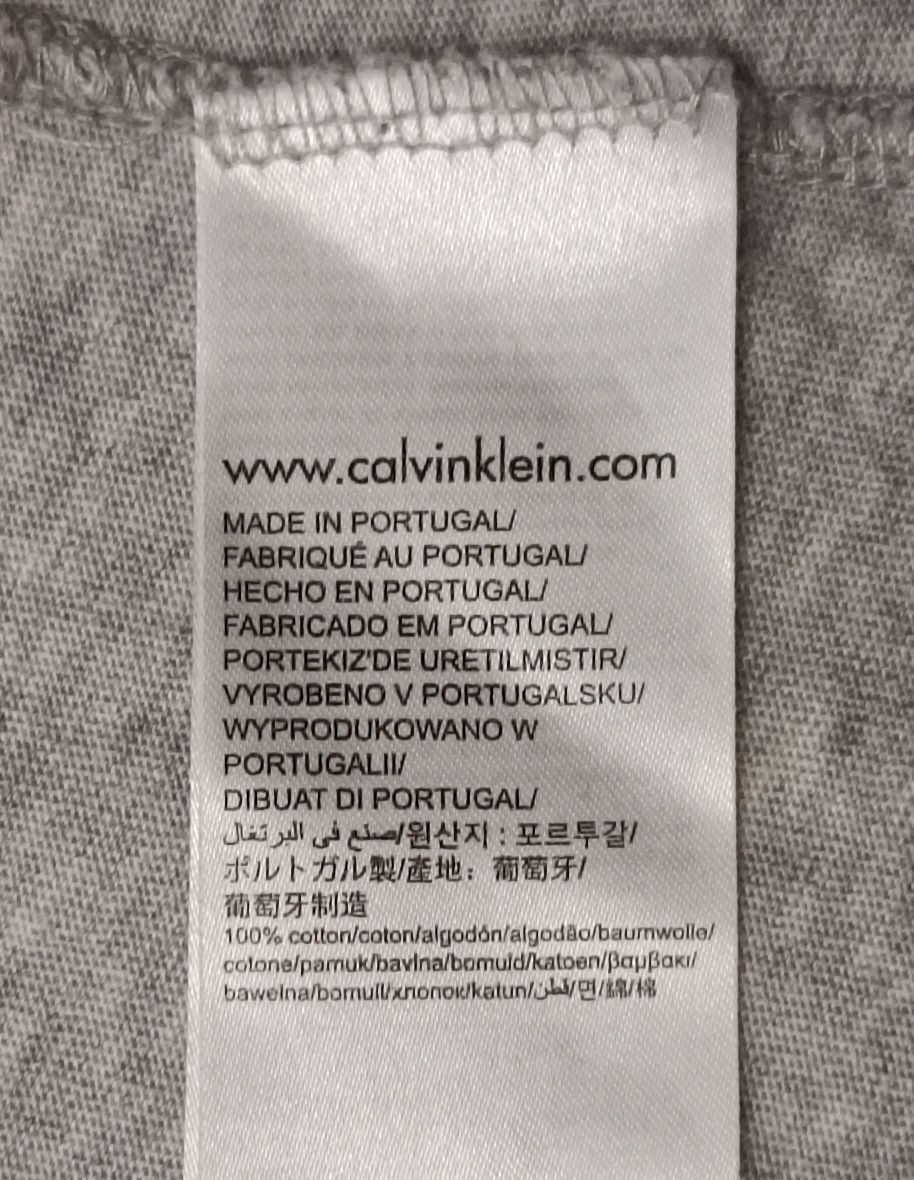 www.calvinklein.com
MADE IN PORTUGAL/
FABRIQUÉ AU PORTUGAL/
HECHO EN PORTUGAL/
FABRICADO EM PORTUGAL/
PORTEKIZ'DE URETILMISTIR/
VYROBENO V PORTUGALSKU/
WYPRODUKOWANO W
PORTUGALII/
DIBUAT DI PORTUGAL/
صنع في البرتغال/원산지 : 포르투갈/
ポルトガル製/產地：葡萄牙/
葡萄牙制造
100% cotton/coton/algodón/algodão/baumwolle/
cotone/pamuk/bavlna/bomuld/katoen/βαμβακι/
bawelna/bomull/хлопок/katun/قطن/면/綿/棉